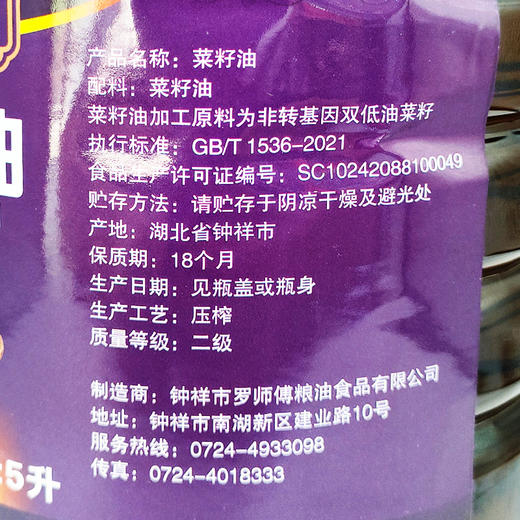 产品名称：菜籽油
配料：菜籽油
菜籽油加工原料为非转基因双低油菜籽
执行标准：GB/T 1536-2021
食品生产许可证编号：SC10242088100049
贮存方法：请贮存于阴凉干燥及避光处
产地：湖北省钟祥市
保质期：18个月
生产日期：见瓶盖或瓶身
生产工艺：压榨
质量等级：二级
制造商：钟祥市罗师傅粮油食品有限公司
地址：钟祥市南湖新区建业路10号
服务热线：0724-4933098
传真：0724-4018333
油
5升